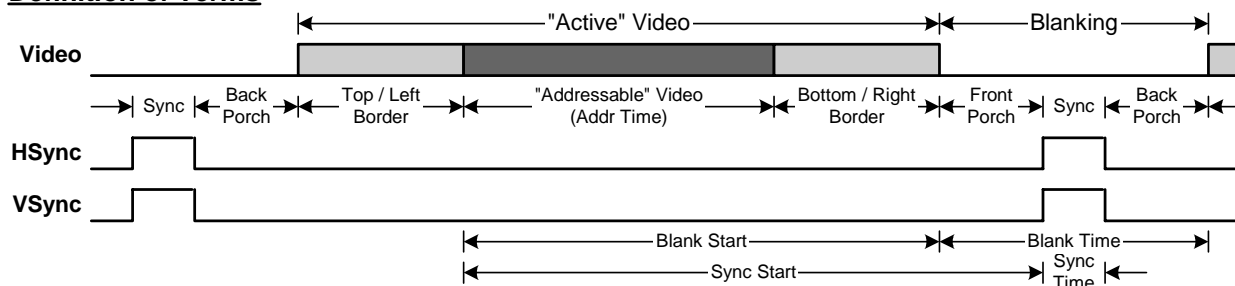 Definition of Terms
"Active" Video
Blanking
Video
Sync
Back
Porch
Top / Left
Border
"Addressable" Video
(Addr Time)
Bottom / Right
Border
Front
Porch
Sync
Back
Porch
HSync
VSync
Blank Start
Blank Time
Sync Start
Sync
Time